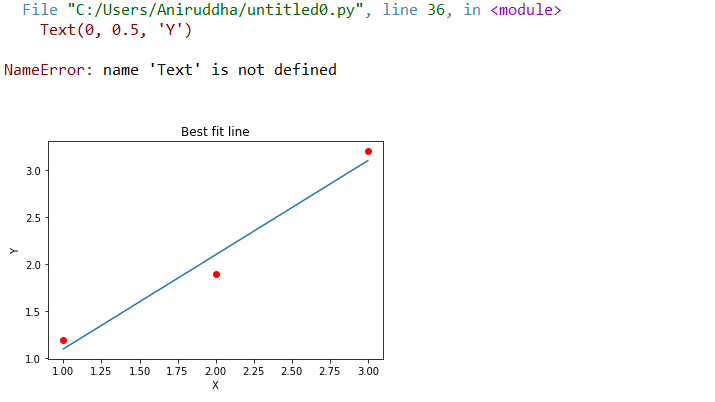 File "C:/Users/Aniruddha/untitled0.py", line 36, in <module>
Text(0, 0.5, 'Y')
NameError: name 'Text' is not defined
Best fit line
3.0
2.5
2.0
1.5
1.0
Y
1.00 1.25 1.50 1.75 2.00 2.25 2.50 2.75 3.00
X